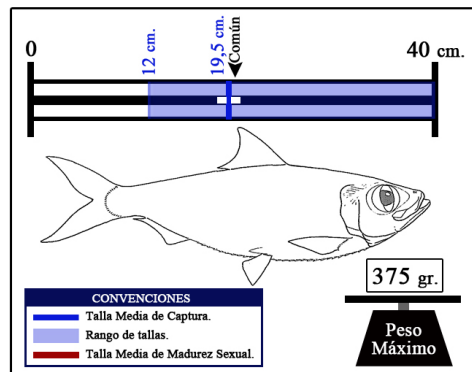 0
12 cm.
19,5 cm.
Común
40 cm.
375 gr.
Peso
Máximo
CONVENCIONES
Talla Media de Captura.
Rango de tallas.
Talla Media de Madurez Sexual.